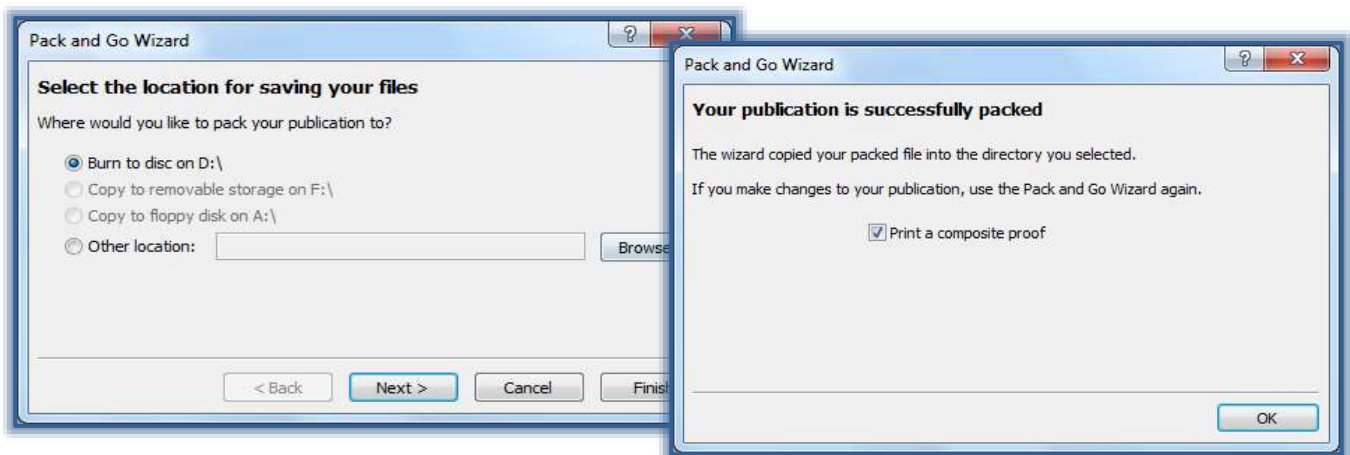 Pack and Go Wizard
Select the location for saving your files
Where would you like to pack your publication to?
Burn to disc on D:\
Copy to removable storage on F:\
Copy to floppy disk on A:\
Other location:
Browse
< Back
Next >
Cancel
Finish
Pack and Go Wizard
Your publication is successfully packed
The wizard copied your packed file into the directory you selected.
If you make changes to your publication, use the Pack and Go Wizard again.
Print a composite proof
OK